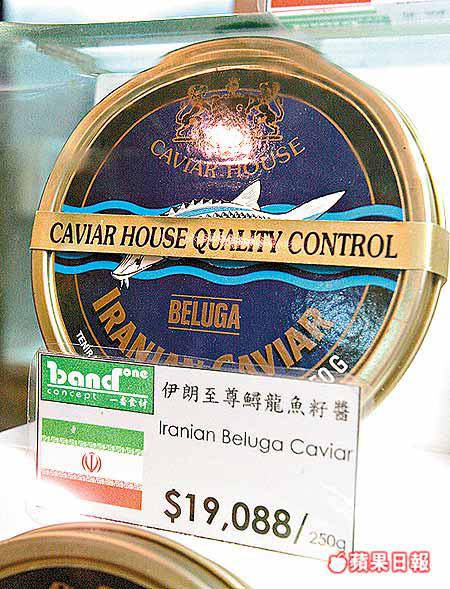 CAVIAR HOUSE
CAVIAR HOUSE QUALITY CONTROL
BELUGA
IRANIAN CAVIAR
band one
concept 一番食材
伊朗至尊鱘龍魚籽醬
Iranian Beluga Caviar
$19,088/250g
蘋果日報